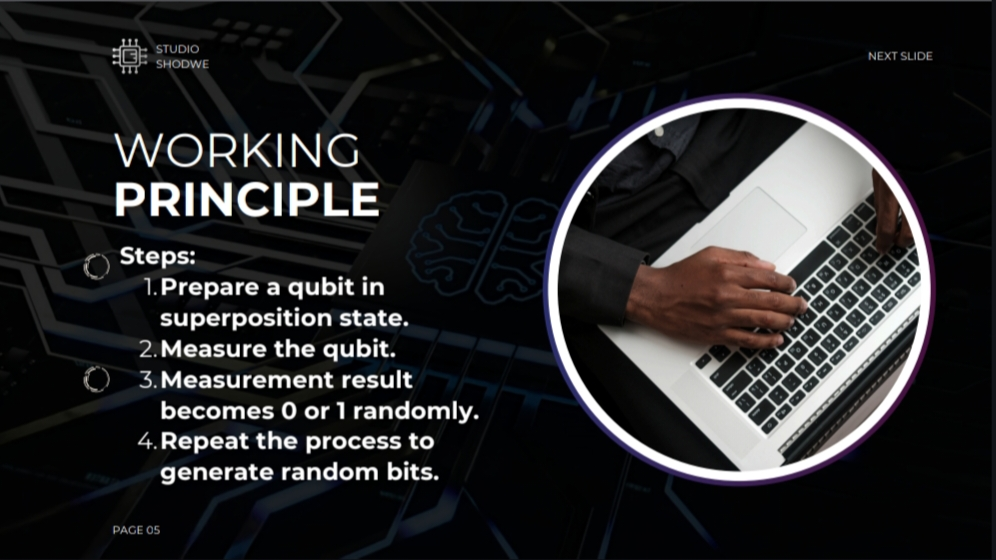 STUDIO
SHODWE
NEXT SLIDE
WORKING
PRINCIPLE
Steps:
1. Prepare a qubit in
superposition state.
2. Measure the qubit.
3. Measurement result
becomes 0 or 1 randomly.
4. Repeat the process to
generate random bits.
PAGE 05